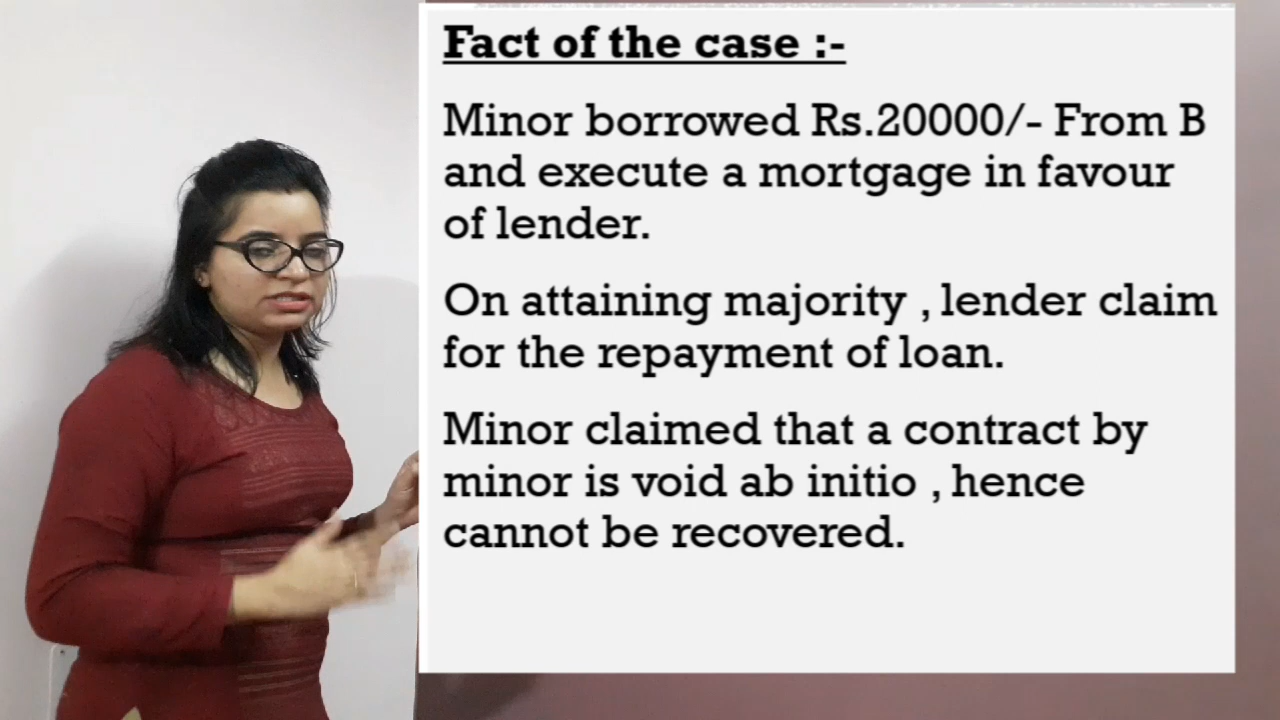 Fact of the case :-
Minor borrowed Rs.20000/- From B
and execute a mortgage in favour
of lender.
On attaining majority , lender claim
for the repayment of loan.
Minor claimed that a contract by
minor is void ab initio , hence
cannot be recovered.